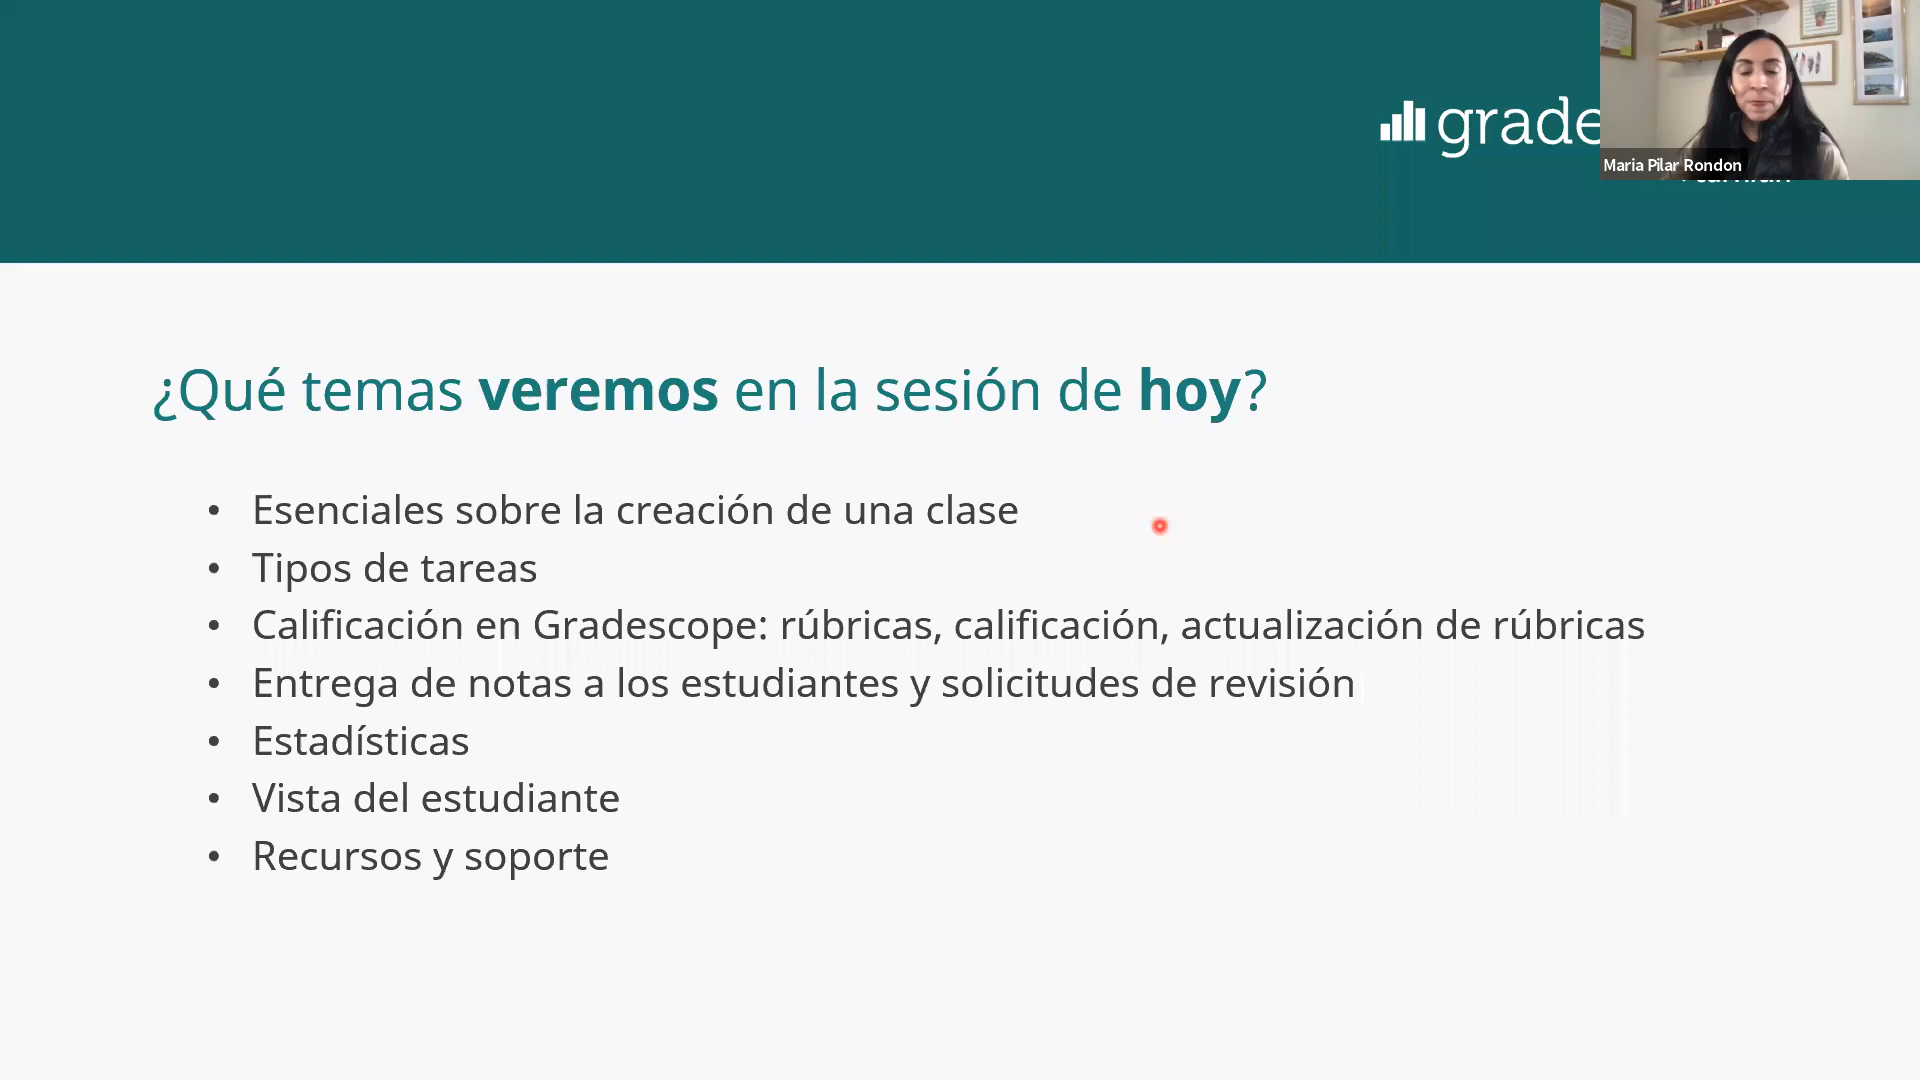 grade
Maria Pilar Rondon
¿Qué temas veremos en la sesión de hoy?
• Esenciales sobre la creación de una clase
• Tipos de tareas
• Calificación en Gradescope: rúbricas, calificación, actualización de rúbricas
• Entrega de notas a los estudiantes y solicitudes de revisión
• Estadísticas
• Vista del estudiante
• Recursos y soporte